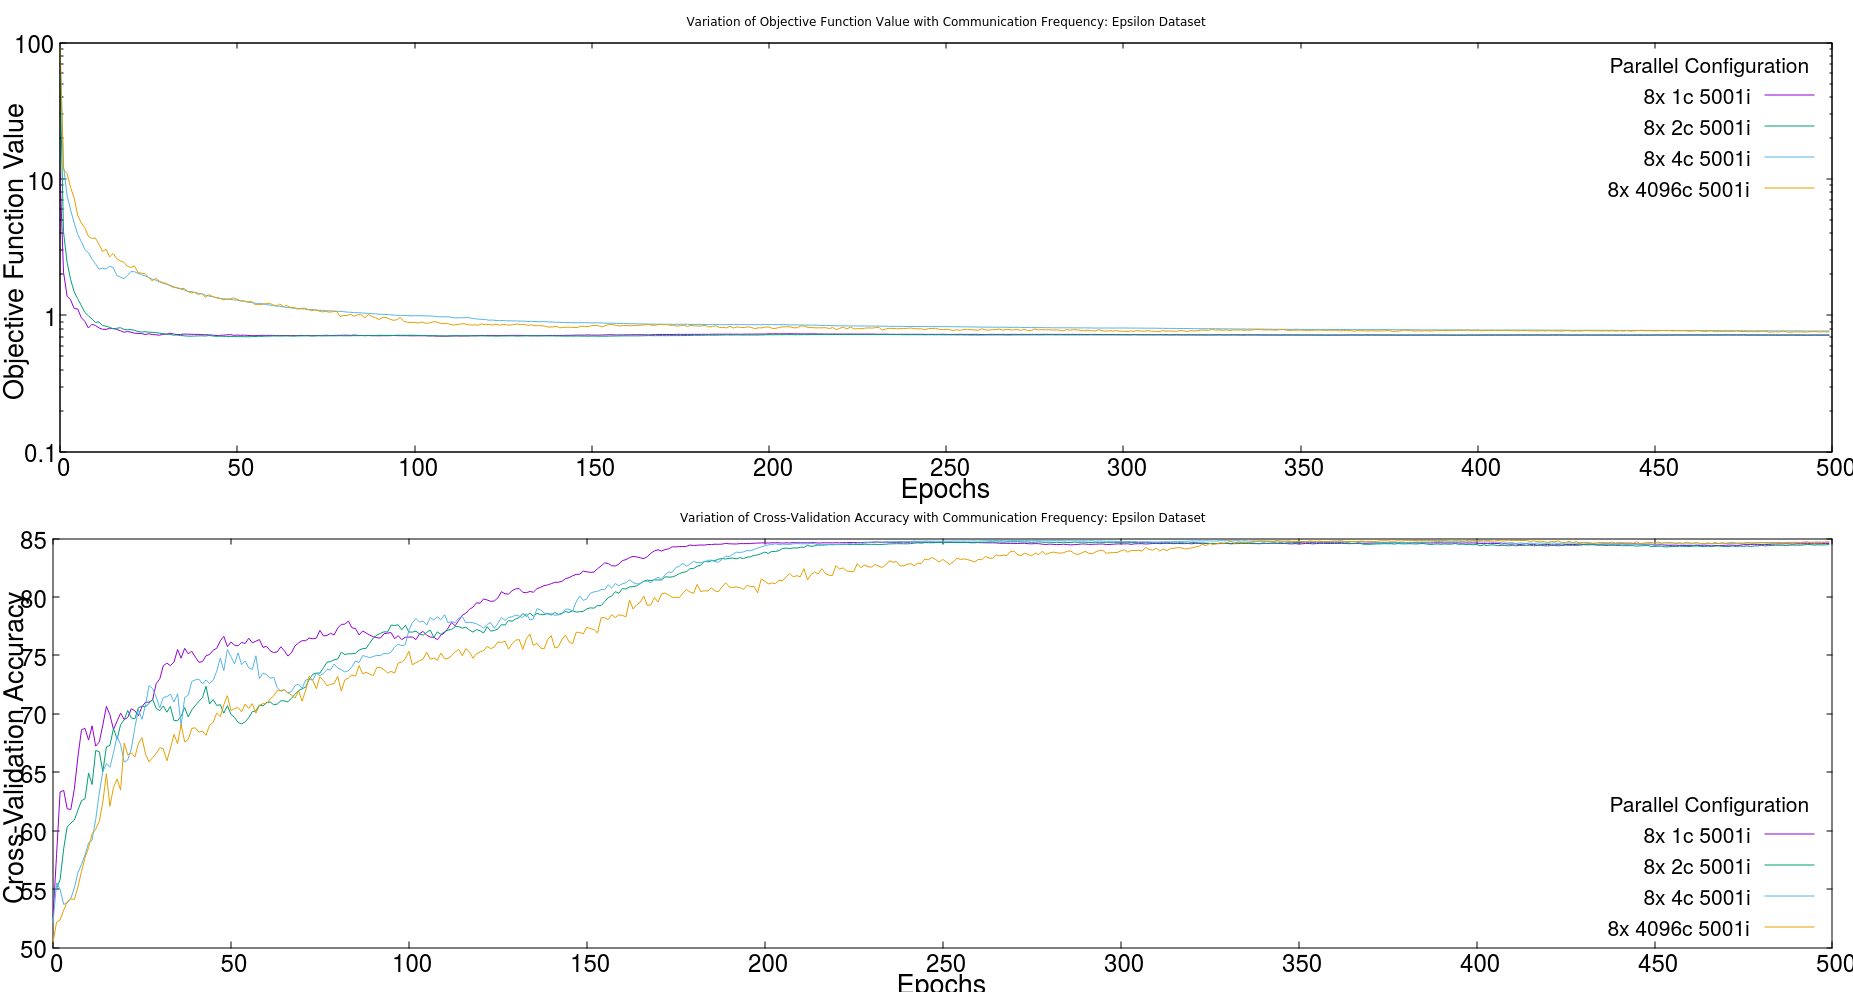 Variation of Objective Function Value with Communication Frequency: Epsilon Dataset
Objective Function Value
100
10
1
0.1
Parallel Configuration
8x 1c 5001i
8x 2c 5001i
8x 4c 5001i
8x 4096c 5001i
0 50 100 150 200 250 300 350 400 450 500
Epochs
Variation of Cross-Validation Accuracy with Communication Frequency: Epsilon Dataset
Cross-Validation Accuracy
85
80
75
70
65
60
55
50
Parallel Configuration
8x 1c 5001i
8x 2c 5001i
8x 4c 5001i
8x 4096c 5001i
0 50 100 150 200 250 300 350 400 450 500
Epochs